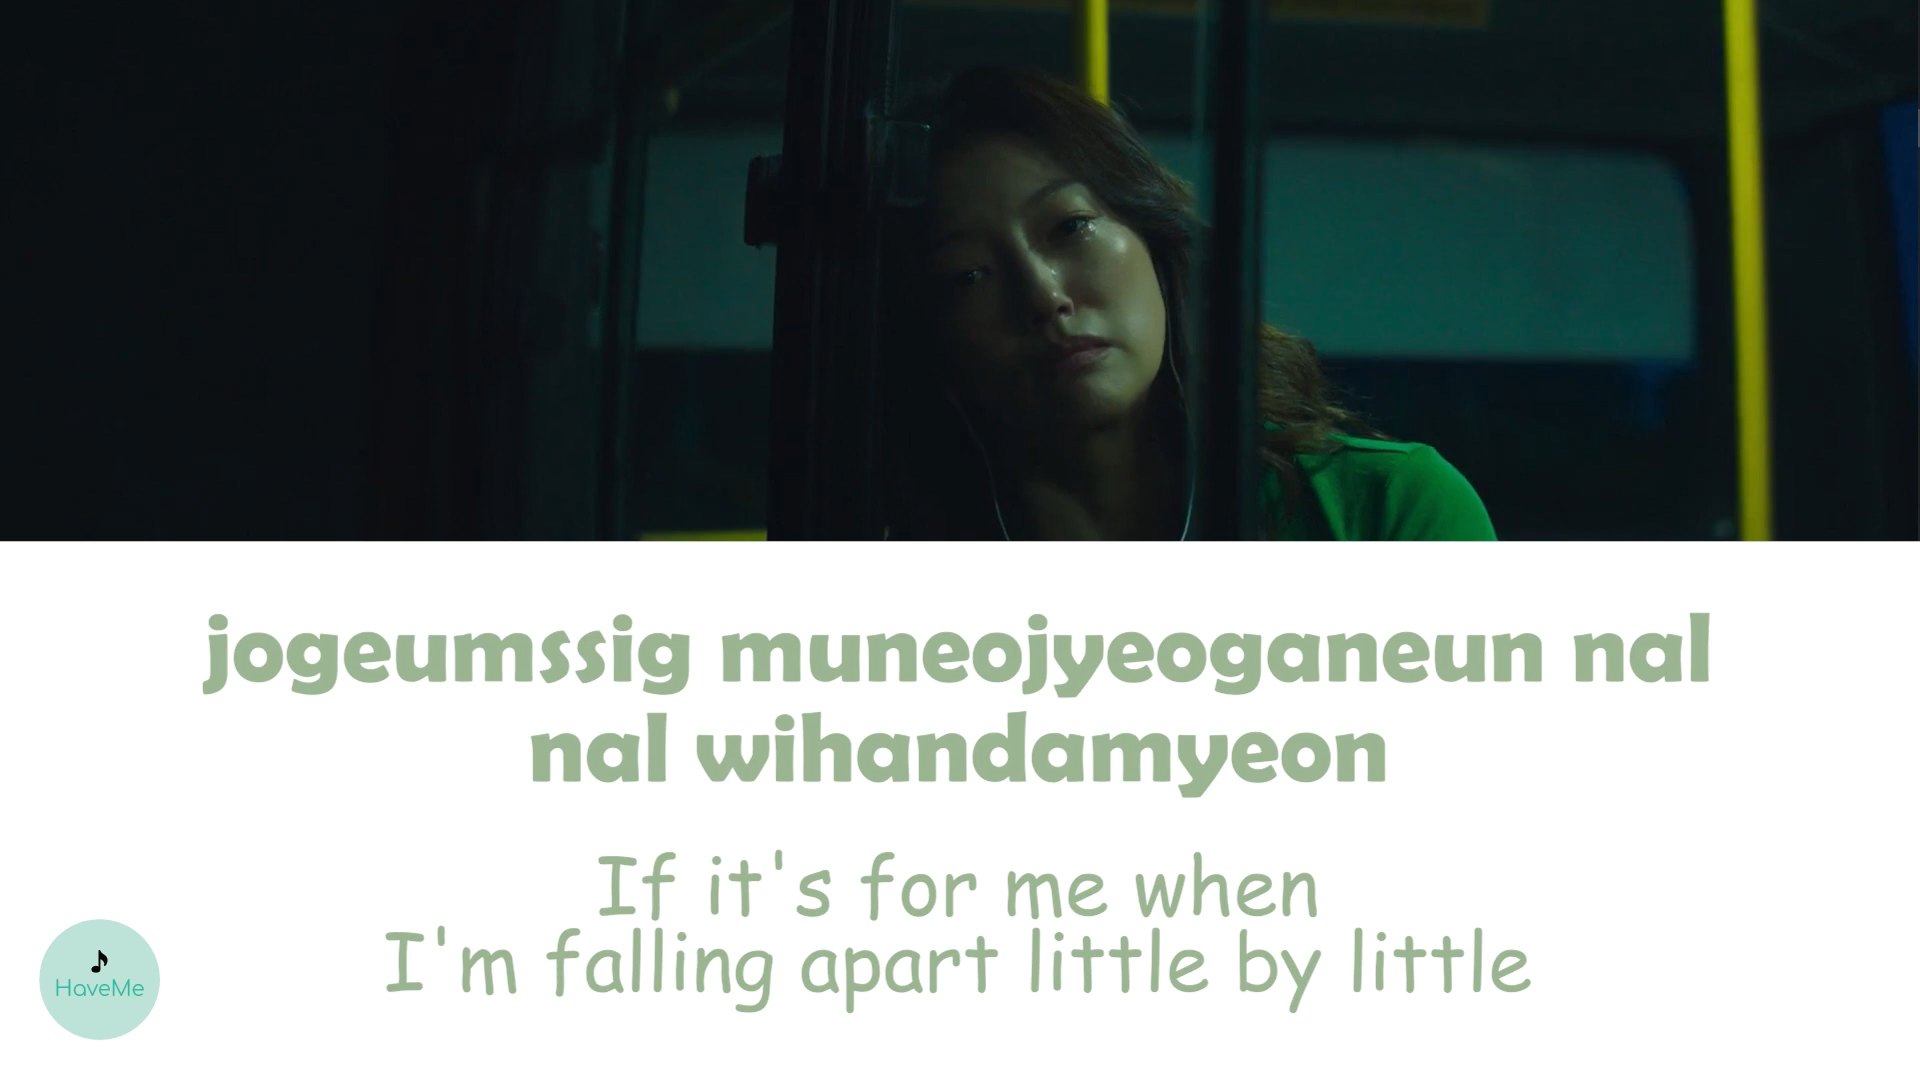 jogeumssig muneojyeoganeun nal
nal wihandamyeon
If it's for me when
I'm falling apart little by little
HaveMe